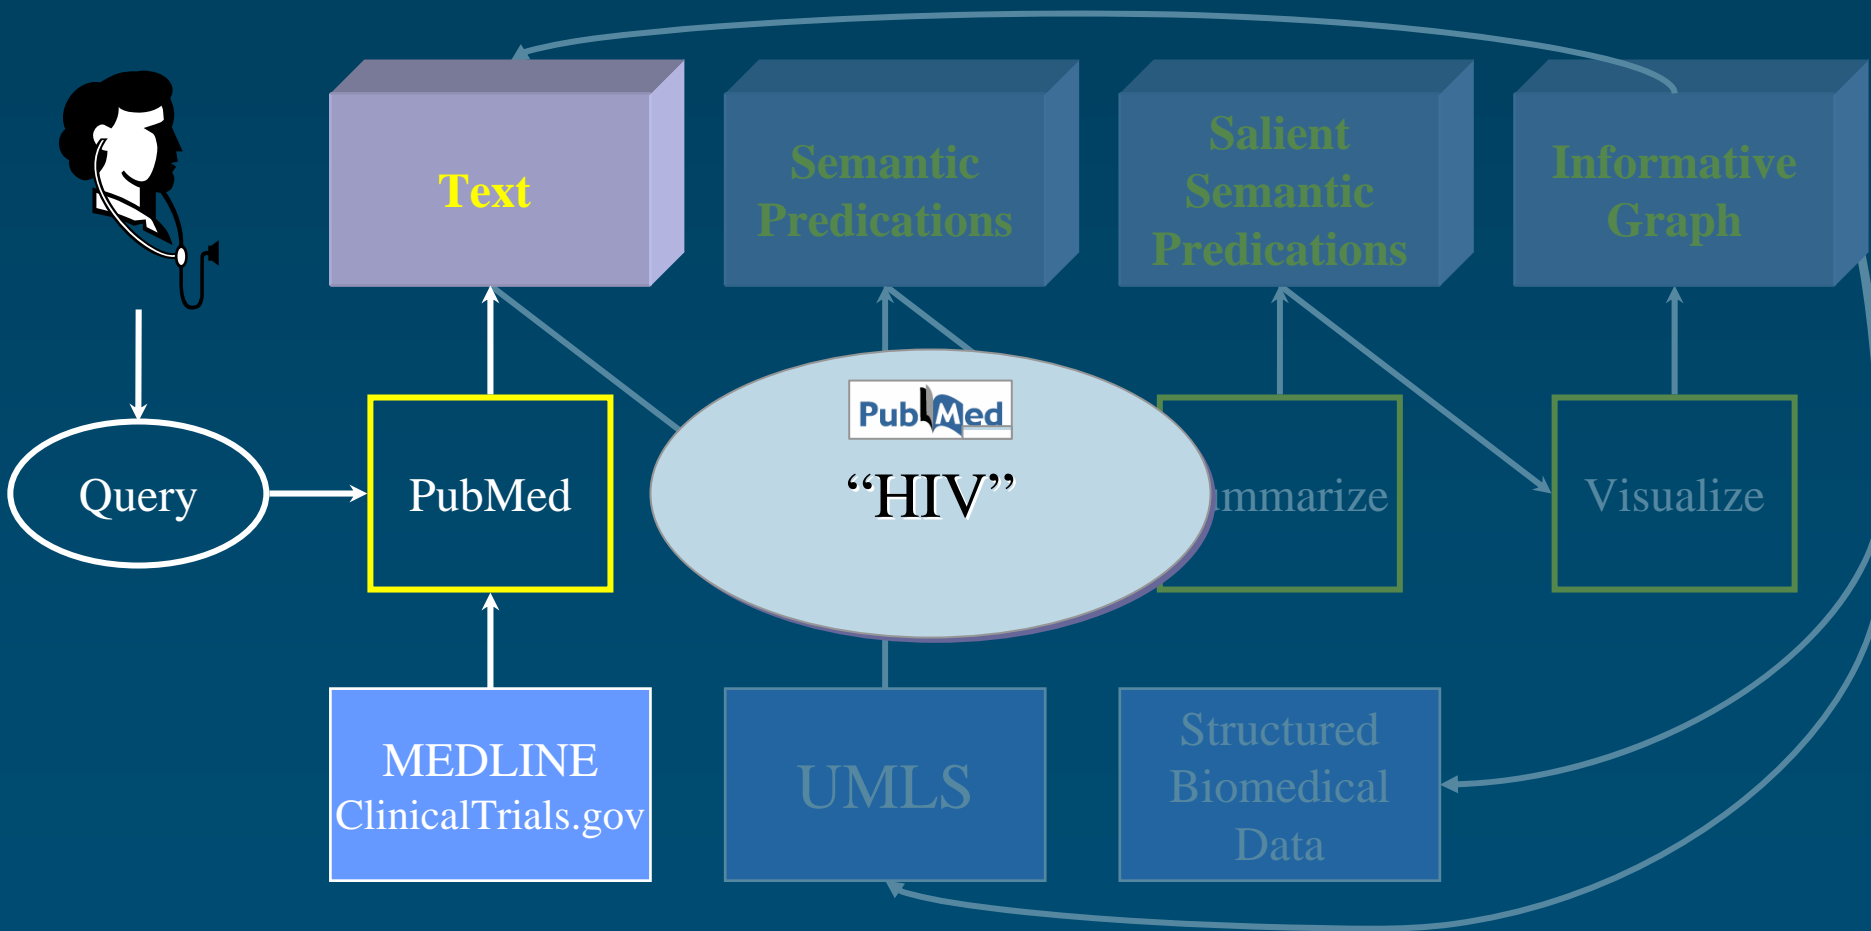 Text
Semantic
Predications
Salient
Semantic
Predications
Informative
Graph
Query
PubMed
PubMed
“HIV”
mmarize
Visualize
MEDLINE
ClinicalTrials.gov
UMLS
Structured
Biomedical
Data